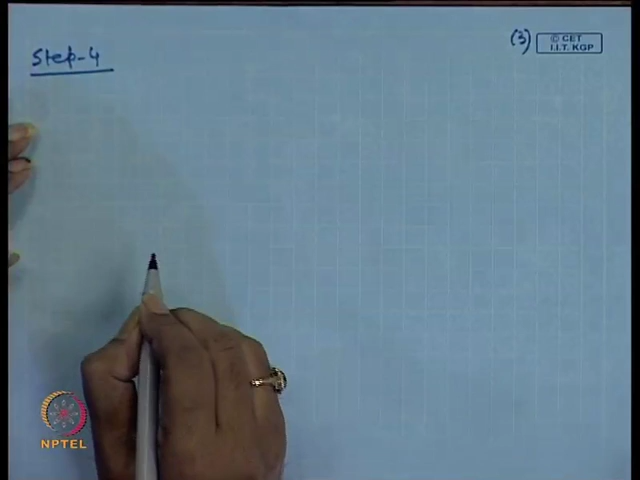 Step-4
(3)
© CET
I.I.T. KGP
NPTEL